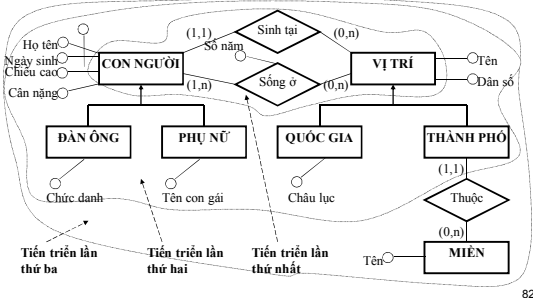 (1,1)
Sinh tại
(0,n)
Họ tên
Số năm
Ngày sinh
CON NGƯỜI
VỊ TRÍ
Tên
Chiều cao
Dân số
Cân nặng
(1,n)
Sống ở
(0,n)
ĐÀN ÔNG
PHỤ NỮ
QUỐC GIA
THÀNH PHỐ
(1,1)
Chức danh
Tên con gái
Châu lục
Thuộc
(0,n)
Tiến triển lần
thứ ba
Tiến triển lần
thứ hai
Tiến triển lần
thứ nhất
Tên
MIỀN
82